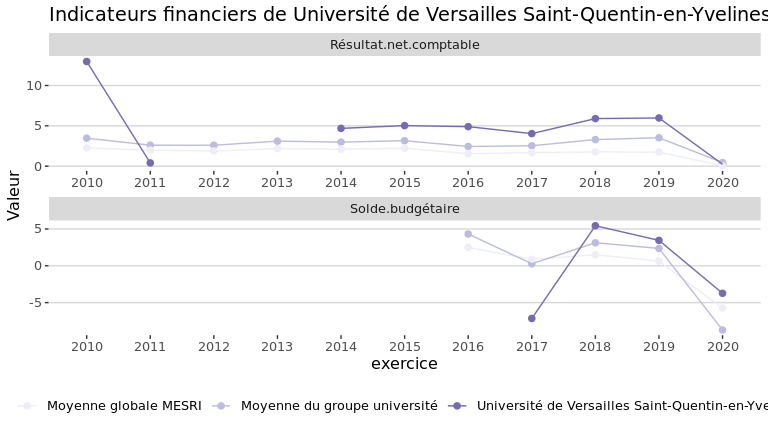 Indicateurs financiers de Université de Versailles Saint-Quentin-en-Yvelines
Résultat.net.comptable
10
5
0
2010 2011 2012 2013 2014 2015 2016 2017 2018 2019 2020
Valeur
Solde.budgétaire
5
0
-5
2010 2011 2012 2013 2014 2015 2016 2017 2018 2019 2020
exercice
Moyenne globale MESRI Moyenne du groupe université Université de Versailles Saint-Quentin-en-Yve